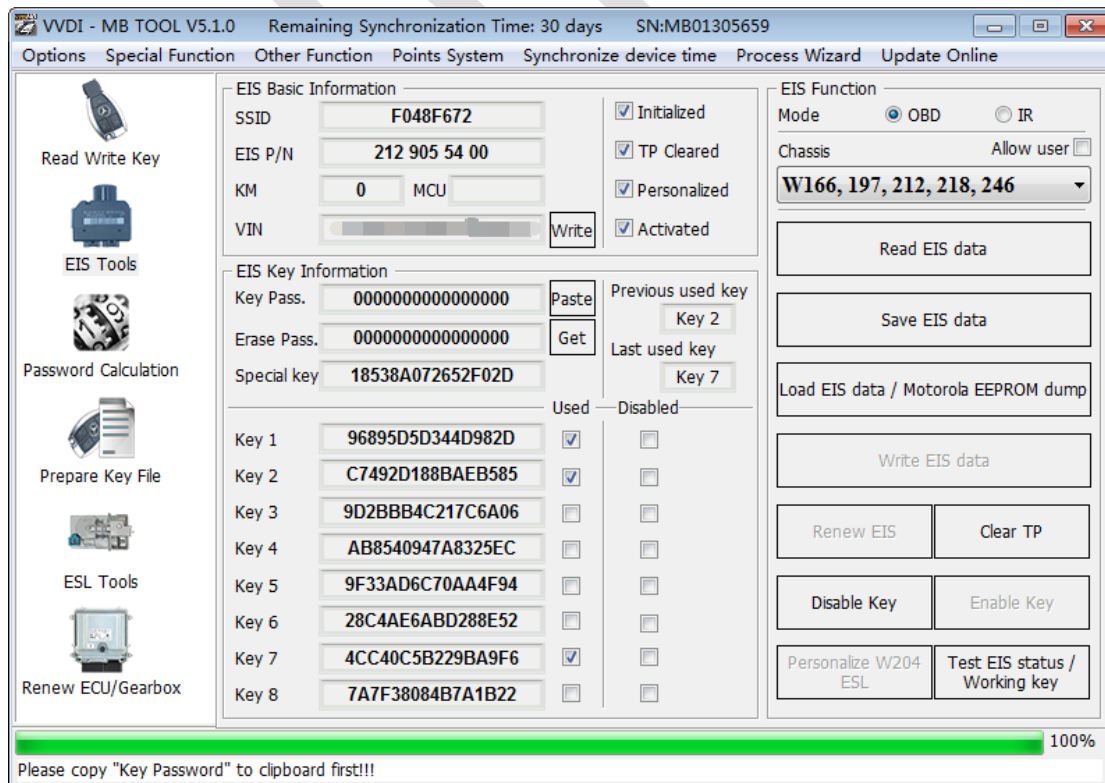 VVDI - MB TOOL V5.1.0 Remaining Synchronization Time: 30 days SN:MB01305659
Options Special Function Other Function Points System Synchronize device time Process Wizard Update Online
Read Write Key
EIS Tools
Password Calculation
Prepare Key File
ESL Tools
Renew ECU/Gearbox
EIS Basic Information
SSID F048F672
EIS P/N 212 905 54 00
KM 0 MCU
VIN Write
Initialized
TP Cleared
Personalized
Activated
EIS Key Information
Key Pass. 0000000000000000 Paste
Erase Pass. 0000000000000000 Get
Special key 18538A072652F02D
Previous used key
Key 2
Last used key
Key 7
Used Disabled
Key 1 96895D5D344D982D
Key 2 C7492D188BAEB585
Key 3 9D2BBB4C217C6A06
Key 4 AB8540947A8325EC
Key 5 9F33AD6C70AA4F94
Key 6 28C4AE6ABD288E52
Key 7 4CC40C5B229BA9F6
Key 8 7A7F38084B7A1B22
EIS Function
Mode OBD IR
Chassis Allow user
W166, 197, 212, 218, 246
Read EIS data
Save EIS data
Load EIS data / Motorola EEPROM dump
Write EIS data
Renew EIS Clear TP
Disable Key Enable Key
Personalize W204
ESL
Test EIS status /
Working key
100%
Please copy "Key Password" to clipboard first!!!